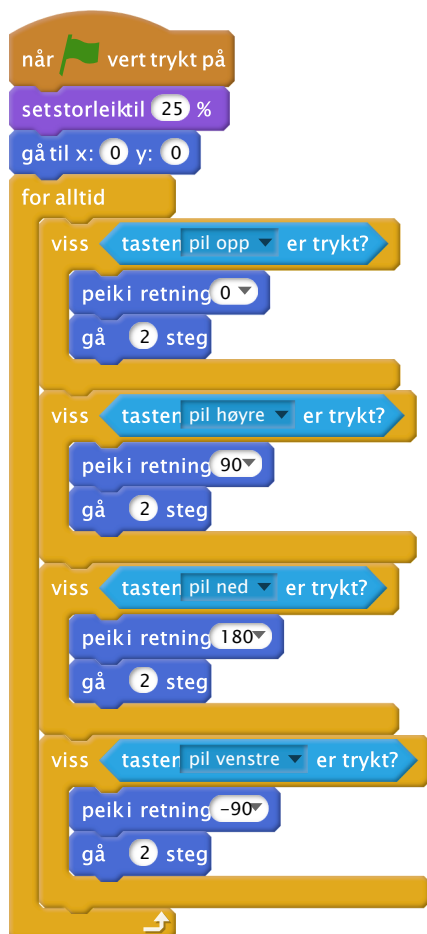 når vert trykt på
set storleik til 25 %
gå til x: 0 y: 0
for alltid
viss tasten pil opp er trykt?
peik i retning 0
gå 2 steg
viss tasten pil høyre er trykt?
peik i retning 90
gå 2 steg
viss tasten pil ned er trykt?
peik i retning 180
gå 2 steg
viss tasten pil venstre er trykt?
peik i retning -90
gå 2 steg